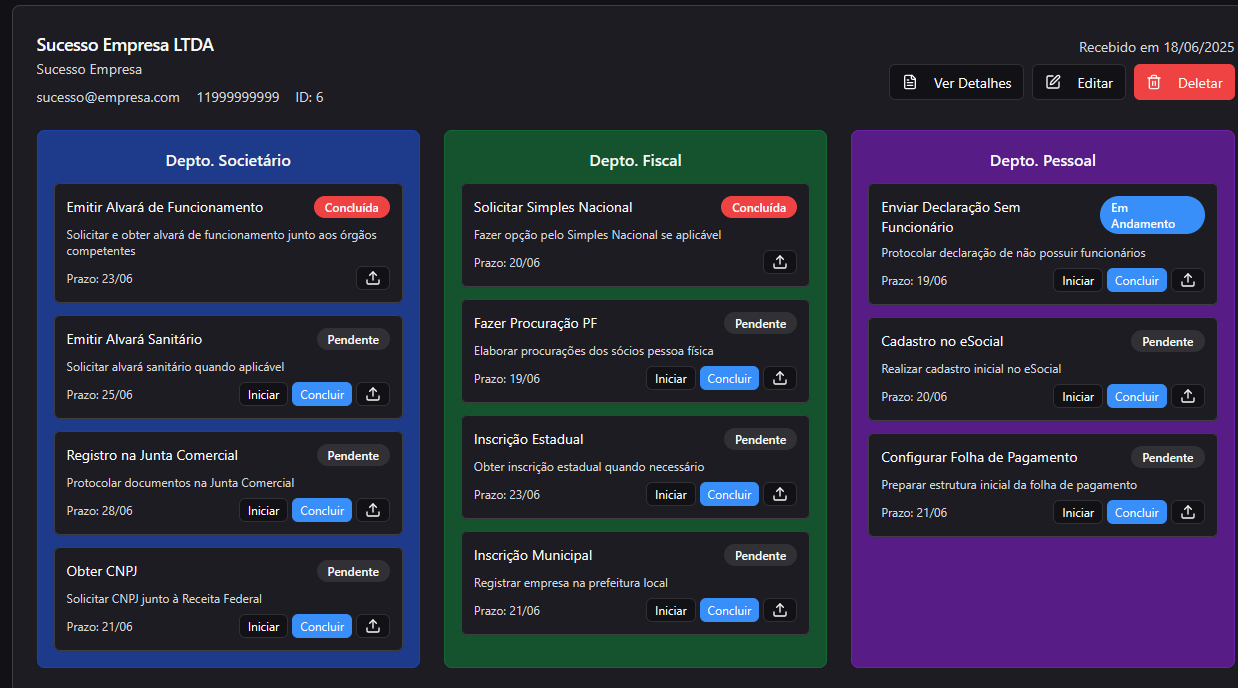 Sucesso Empresa LTDA
Sucesso Empresa
sucesso@empresa.com 11999999999 ID: 6
Recebido em 18/06/2025
Ver Detalhes Editar Deletar
Depto. Societário
Emitir Alvará de Funcionamento Concluída
Solicitar e obter alvará de funcionamento junto aos órgãos
competentes
Prazo: 23/06
Emitir Alvará Sanitário Pendente
Solicitar alvará sanitário quando aplicável
Prazo: 25/06 Iniciar Concluir
Registro na Junta Comercial Pendente
Protocolar documentos na Junta Comercial
Prazo: 28/06 Iniciar Concluir
Obter CNPJ Pendente
Solicitar CNPJ junto à Receita Federal
Prazo: 21/06 Iniciar Concluir
Depto. Fiscal
Solicitar Simples Nacional Concluída
Fazer opção pelo Simples Nacional se aplicável
Prazo: 20/06
Fazer Procuração PF Pendente
Elaborar procurações dos sócios pessoa física
Prazo: 19/06 Iniciar Concluir
Inscrição Estadual Pendente
Obter inscrição estadual quando necessário
Prazo: 23/06 Iniciar Concluir
Inscrição Municipal Pendente
Registrar empresa na prefeitura local
Prazo: 21/06 Iniciar Concluir
Depto. Pessoal
Enviar Declaração Sem
Funcionário
Em
Andamento
Protocolar declaração de não possuir funcionários
Prazo: 19/06 Iniciar Concluir
Cadastro no eSocial Pendente
Realizar cadastro inicial no eSocial
Prazo: 20/06 Iniciar Concluir
Configurar Folha de Pagamento Pendente
Preparar estrutura inicial da folha de pagamento
Prazo: 21/06 Iniciar Concluir